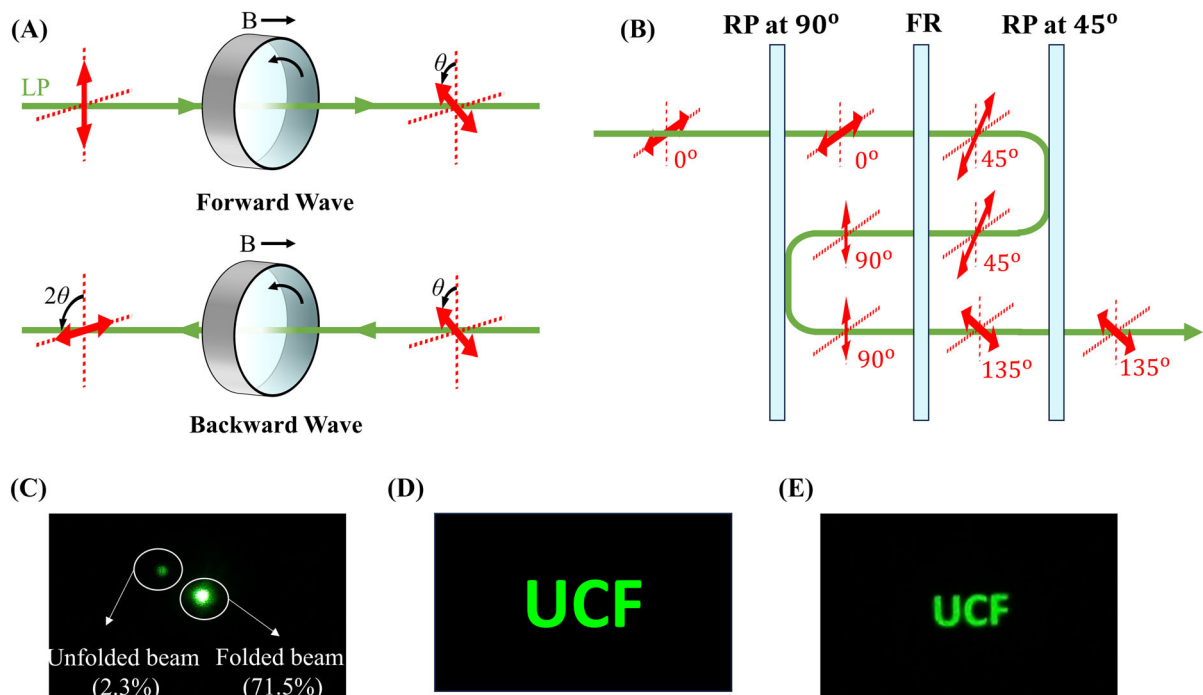 (A)
B
LP
θ
Forward Wave
B
2θ
θ
Backward Wave
(B)
RP at 90° FR RP at 45°
0° 0° 45°
90° 45°
90° 135° 135°
(C)
Unfolded beam Folded beam
(2.3%) (71.5%)
(D)
UCF
(E)
UCF